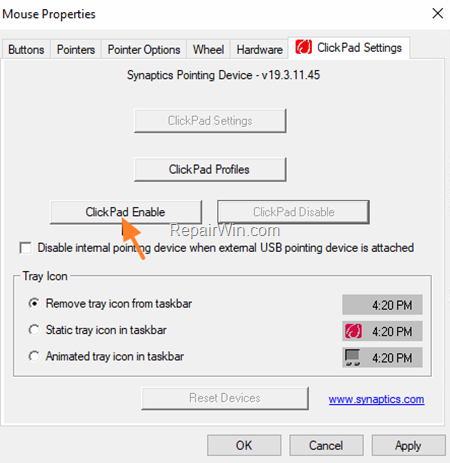 Mouse Properties
Buttons Pointers Pointer Options Wheel Hardware ClickPad Settings
Synaptics Pointing Device - v19.3.11.45
ClickPad Settings
ClickPad Profiles
ClickPad Enable ClickPad Disable
RepairWin.com
Disable internal pointing device when external USB pointing device is attached
Tray Icon
Remove tray icon from taskbar 4:20 PM
Static tray icon in taskbar 4:20 PM
Animated tray icon in taskbar 4:20 PM
Reset Devices www.synaptics.com
OK Cancel Apply